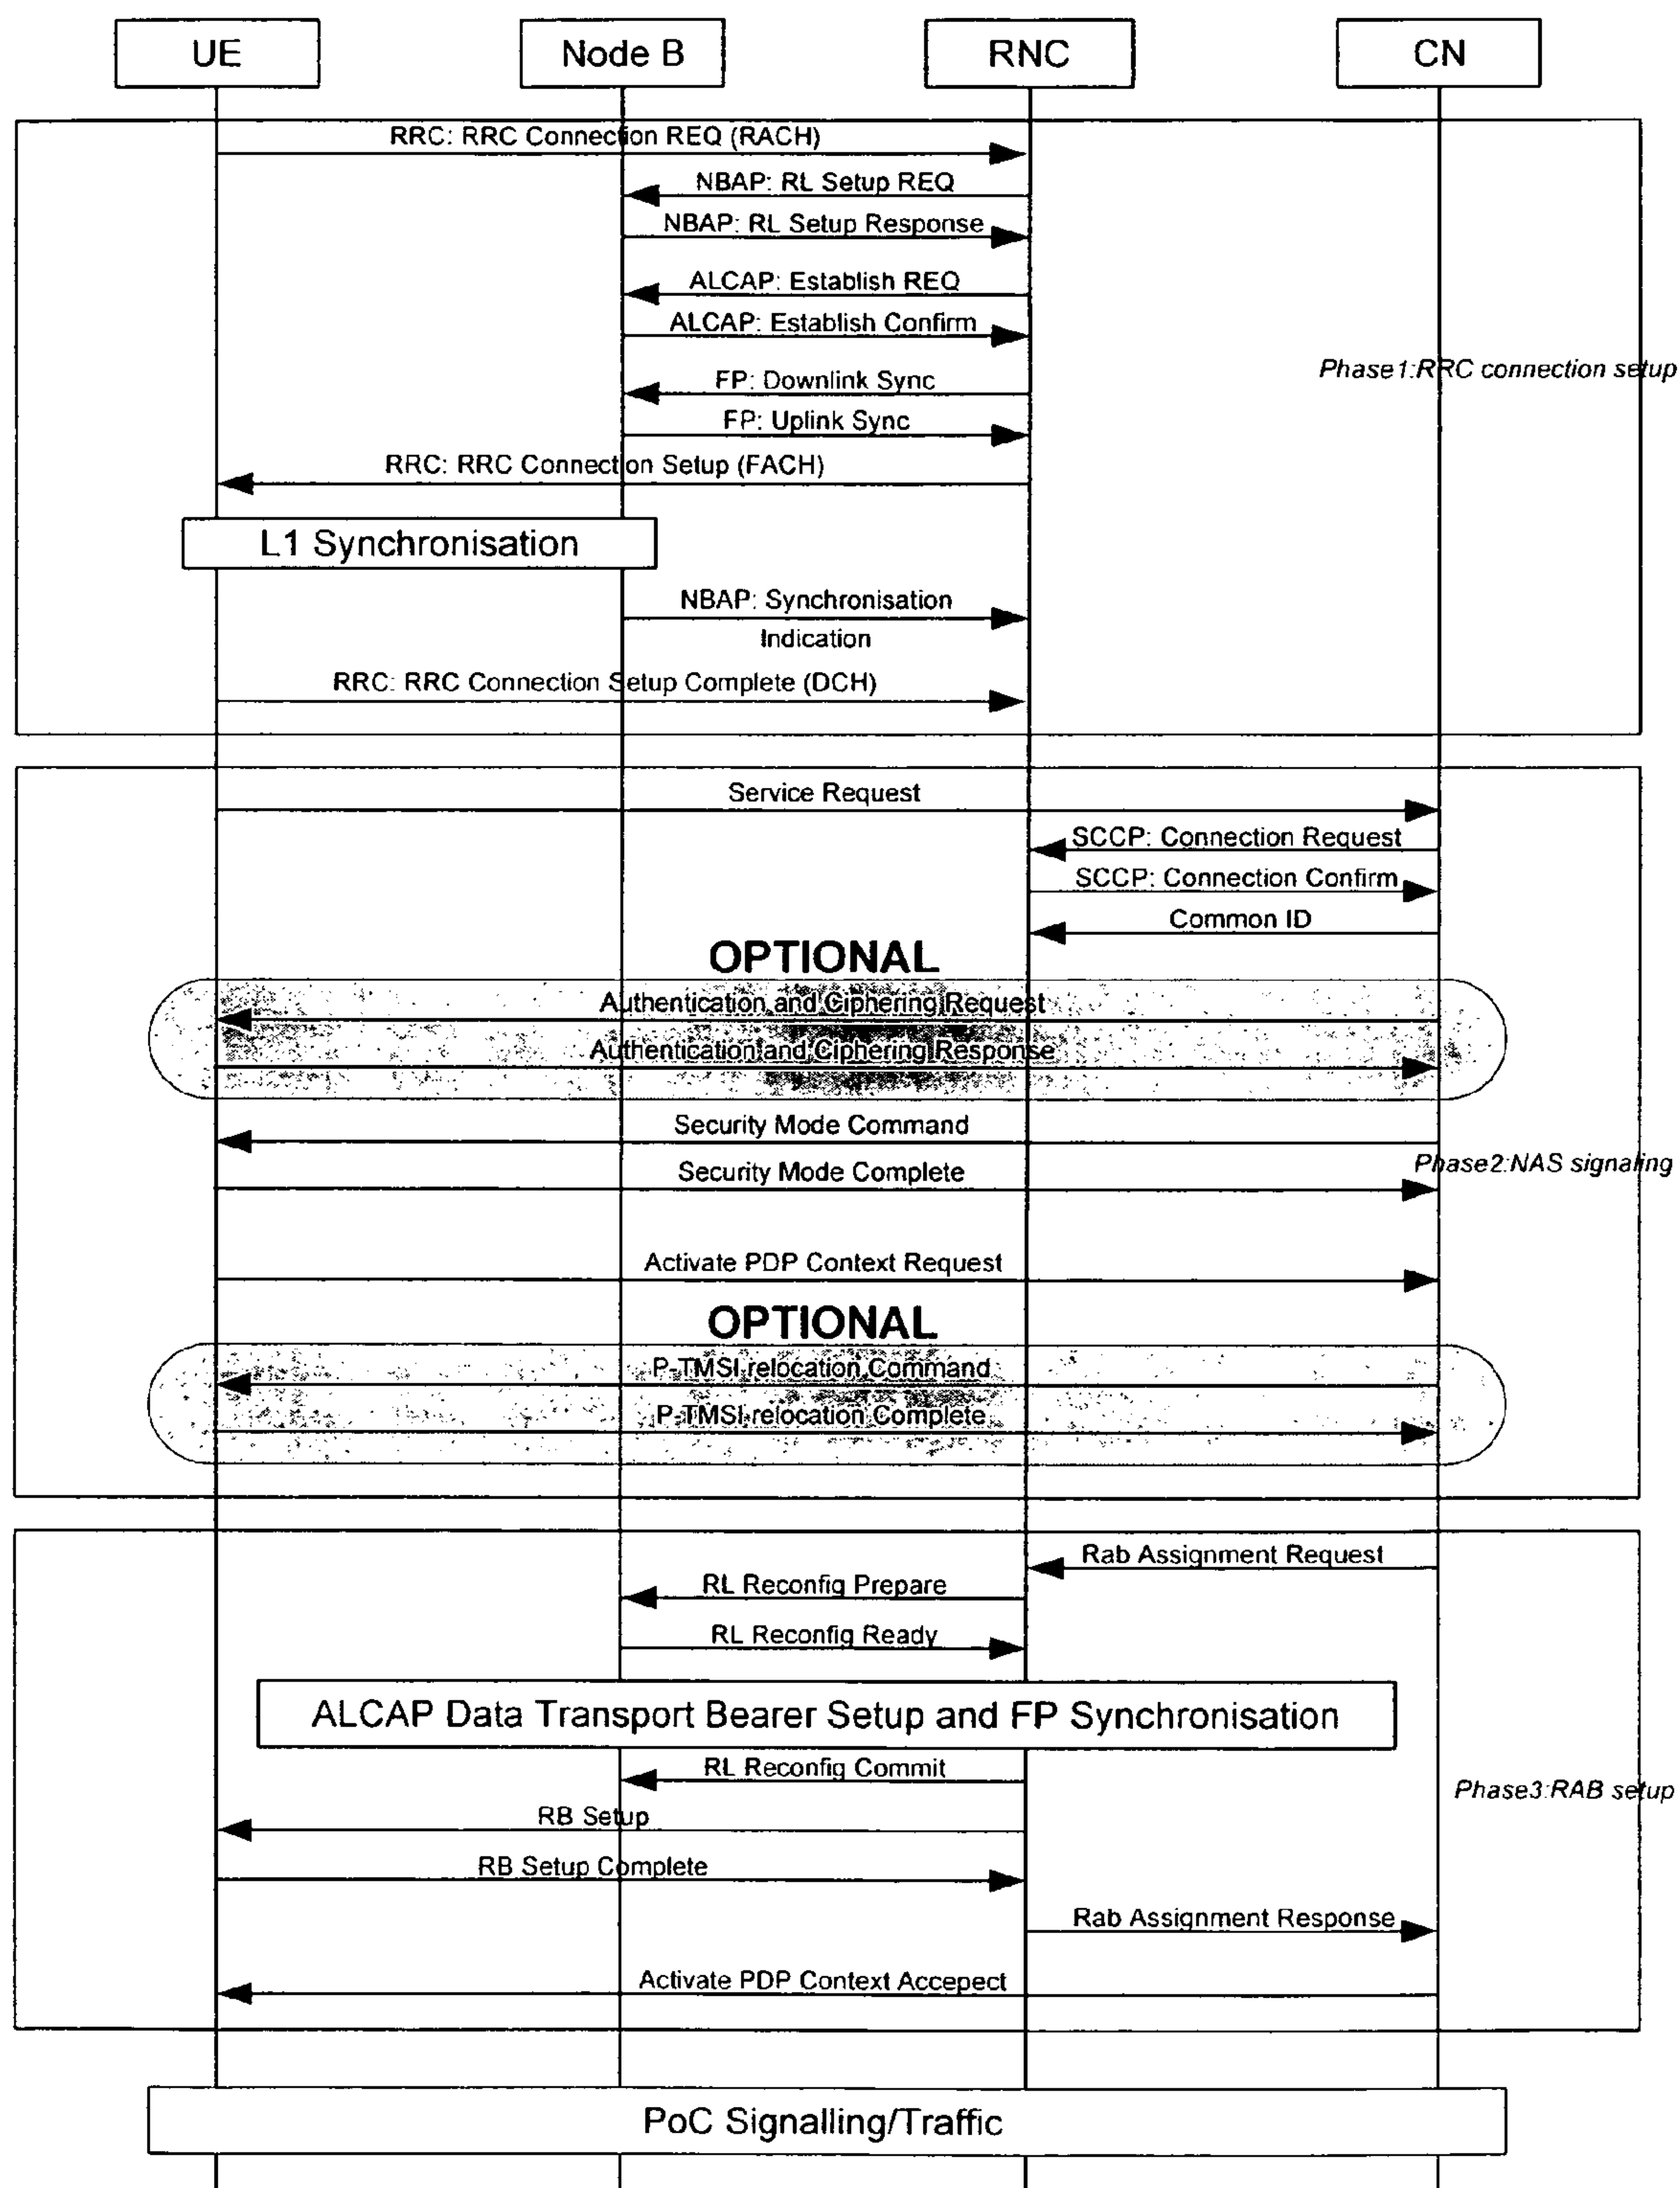 UE
Node B
RNC
CN
RRC: RRC Connection REQ (RACH)
NBAP: RL Setup REQ
NBAP: RL Setup Response
ALCAP: Establish REQ
ALCAP: Establish Confirm
Phase1:RRC connection setup
FP: Downlink Sync
FP: Uplink Sync
RRC: RRC Connection Setup (FACH)
L1 Synchronisation
NBAP: Synchronisation
Indication
RRC: RRC Connection Setup Complete (DCH)
Service Request
SCCP: Connection Request
SCCP: Connection Confirm
Common ID
OPTIONAL
Authentication and Ciphering Request
Authentication and Ciphering Response
Security Mode Command
Phase2:NAS signaling
Security Mode Complete
Activate PDP Context Request
OPTIONAL
P-TMSI relocation Command
P-TMSI relocation Complete
Rab Assignment Request
RL Reconfig Prepare
RL Reconfig Ready
ALCAP Data Transport Bearer Setup and FP Synchronisation
RL Reconfig Commit
Phase3:RAB setup
RB Setup
RB Setup Complete
Rab Assignment Response
Activate PDP Context Accepect
PoC Signalling/Traffic